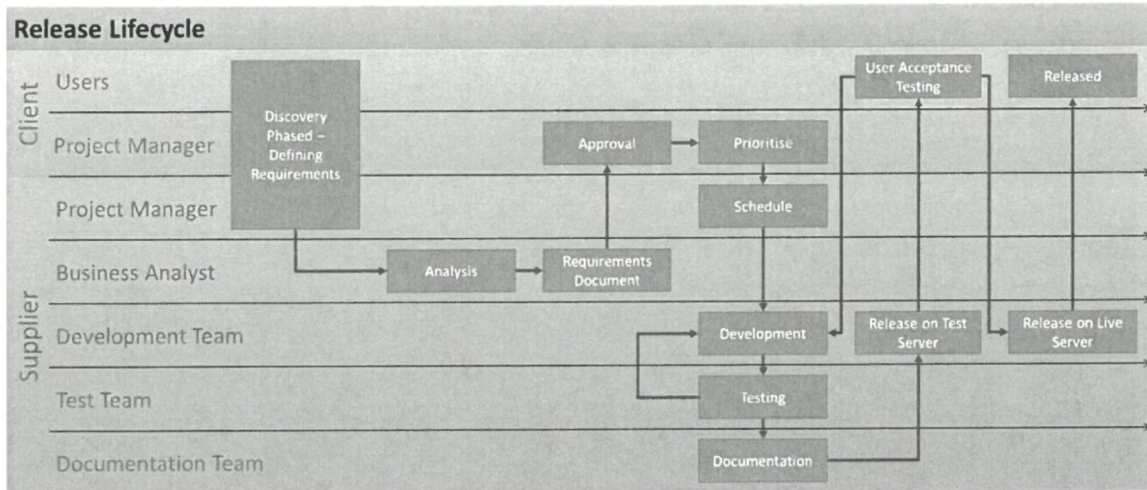 Release Lifecycle
Client
Users
Project Manager
Supplier
Project Manager
Business Analyst
Development Team
Test Team
Documentation Team
Discovery
Phased –
Defining
Requirements
Analysis
Requirements
Document
Approval
Prioritise
Schedule
Development
Testing
Documentation
Release on Test
Server
User Acceptance
Testing
Release on Live
Server
Released